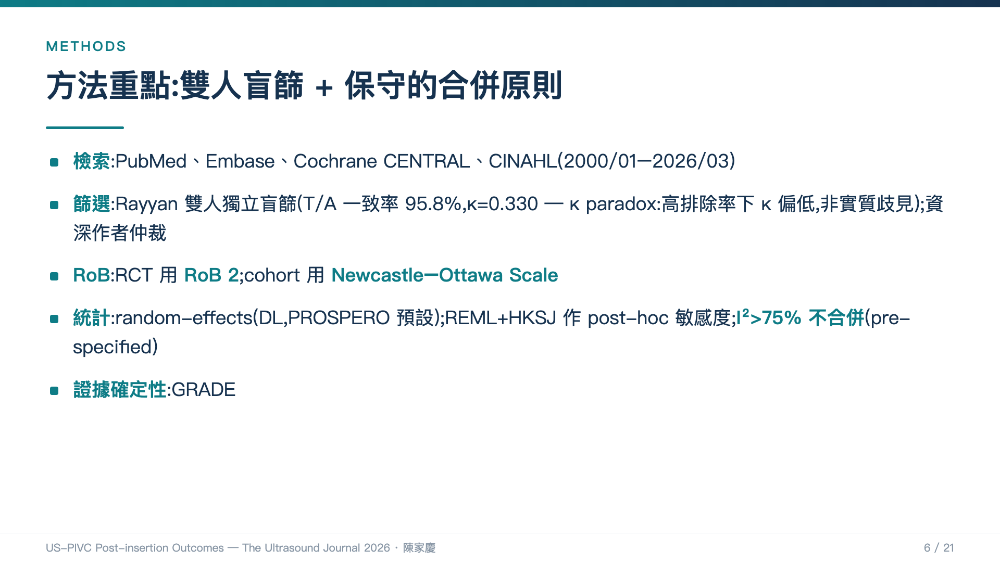 METHODS
方法重點:雙人盲篩 + 保守的合併原則
檢索:PubMed、Embase、Cochrane CENTRAL、CINAHL(2000/01–2026/03)
篩選:Rayyan 雙人獨立盲篩(T/A 一致率 95.8%,κ=0.330 — κ paradox:高排除率下 κ 偏低,非實質歧見);資
深作者仲裁
RoB:RCT 用 RoB 2;cohort 用 Newcastle–Ottawa Scale
統計:random-effects(DL,PROSPERO 預設);REML+HKSJ 作 post-hoc 敏感度;I²>75% 不合併(pre-
specified)
證據確定性:GRADE
US-PIVC Post-insertion Outcomes — The Ultrasound Journal 2026 · 陳家慶
6 / 21